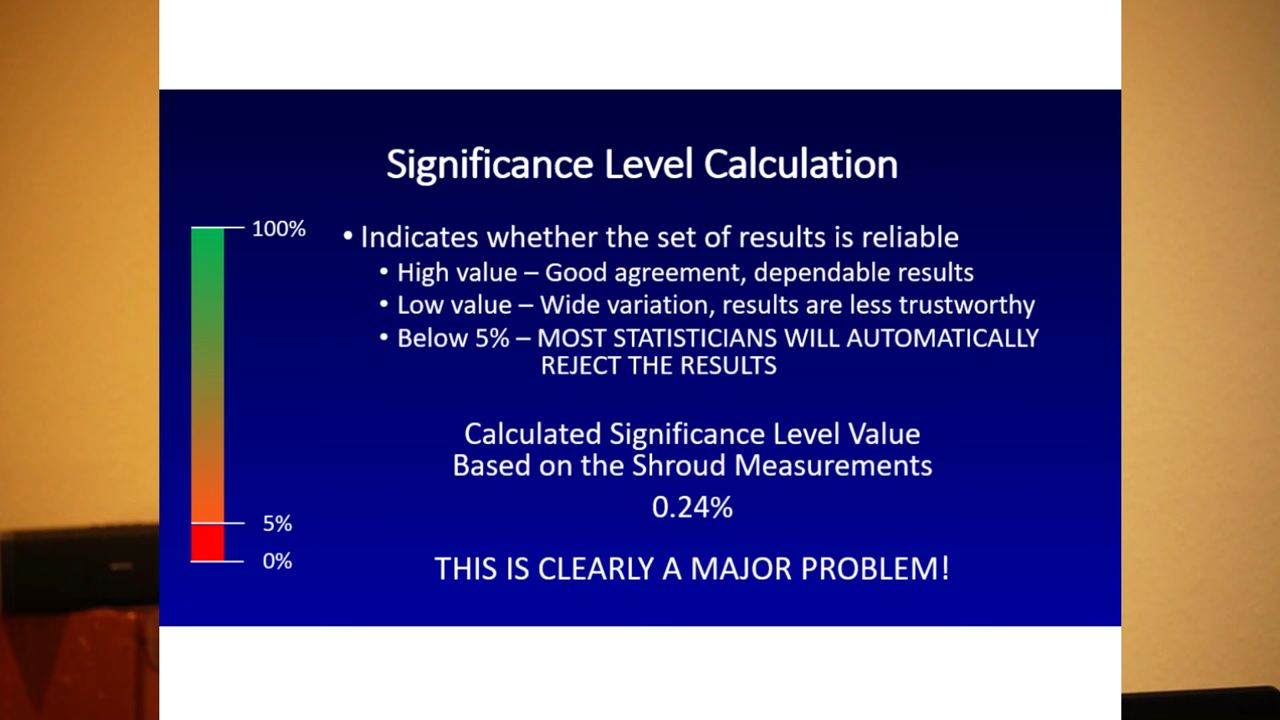 Significance Level Calculation
100%
• Indicates whether the set of results is reliable
• High value – Good agreement, dependable results
• Low value – Wide variation, results are less trustworthy
• Below 5% – MOST STATISTICIANS WILL AUTOMATICALLY
REJECT THE RESULTS
Calculated Significance Level Value
Based on the Shroud Measurements
0.24%
5%
0%
THIS IS CLEARLY A MAJOR PROBLEM!